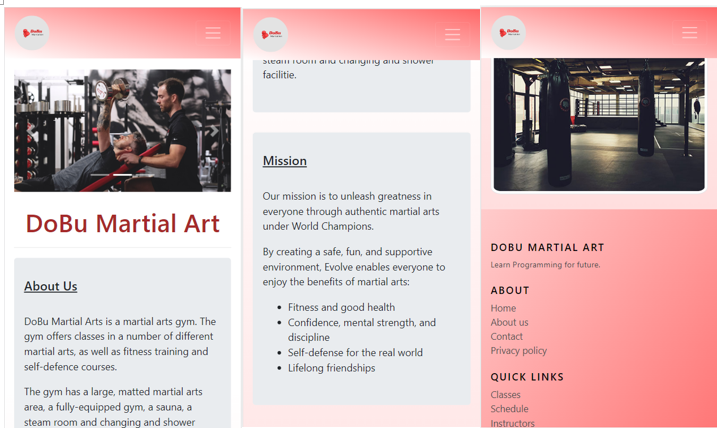 DoBu
DoBu Martial Art
About Us
DoBu Martial Arts is a martial arts gym. The
gym offers classes in a number of different
martial arts, as well as fitness training and
self-defence courses.
The gym has a large, matted martial arts
area, a fully-equipped gym, a sauna, a
steam room and changing and shower
DoBu
steam room and changing and shower
facilitie.
Mission
Our mission is to unleash greatness in
everyone through authentic martial arts
under World Champions.
By creating a safe, fun, and supportive
environment, Evolve enables everyone to
enjoy the benefits of martial arts:
Fitness and good health
Confidence, mental strength, and
discipline
Self-defense for the real world
Lifelong friendships
DoBu
DOBU MARTIAL ART
Learn Programming for future.
ABOUT
Home
About us
Contact
Privacy policy
QUICK LINKS
Classes
Schedule
Instructors